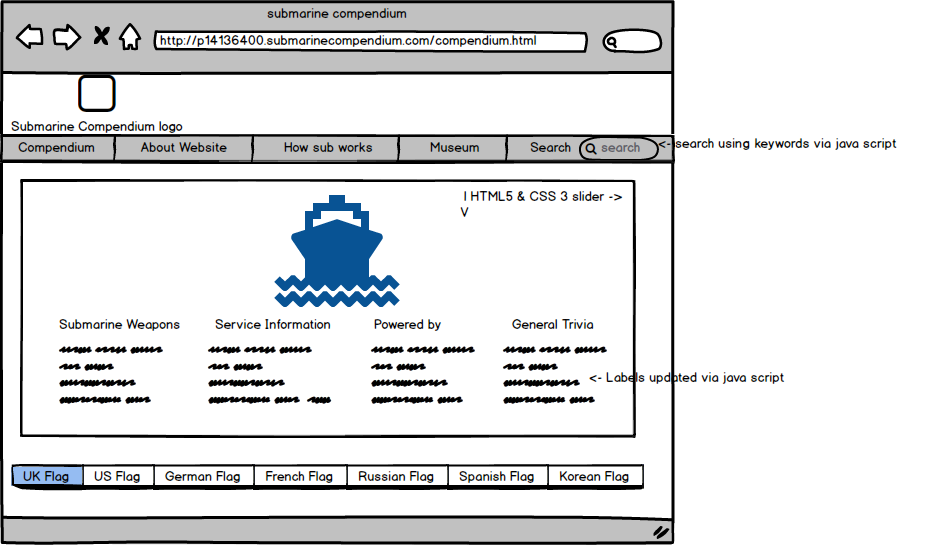 submarine compendium
http://p14136400.submarinecompendium.com/compendium.html
Submarine Compendium logo
Compendium About Website How sub works Museum Search search <- search using keywords via java script
I HTML5 & CSS 3 slider ->
V
Submarine Weapons Service Information Powered by General Trivia
<- Labels updated via java script
UK Flag US Flag German Flag French Flag Russian Flag Spanish Flag Korean Flag